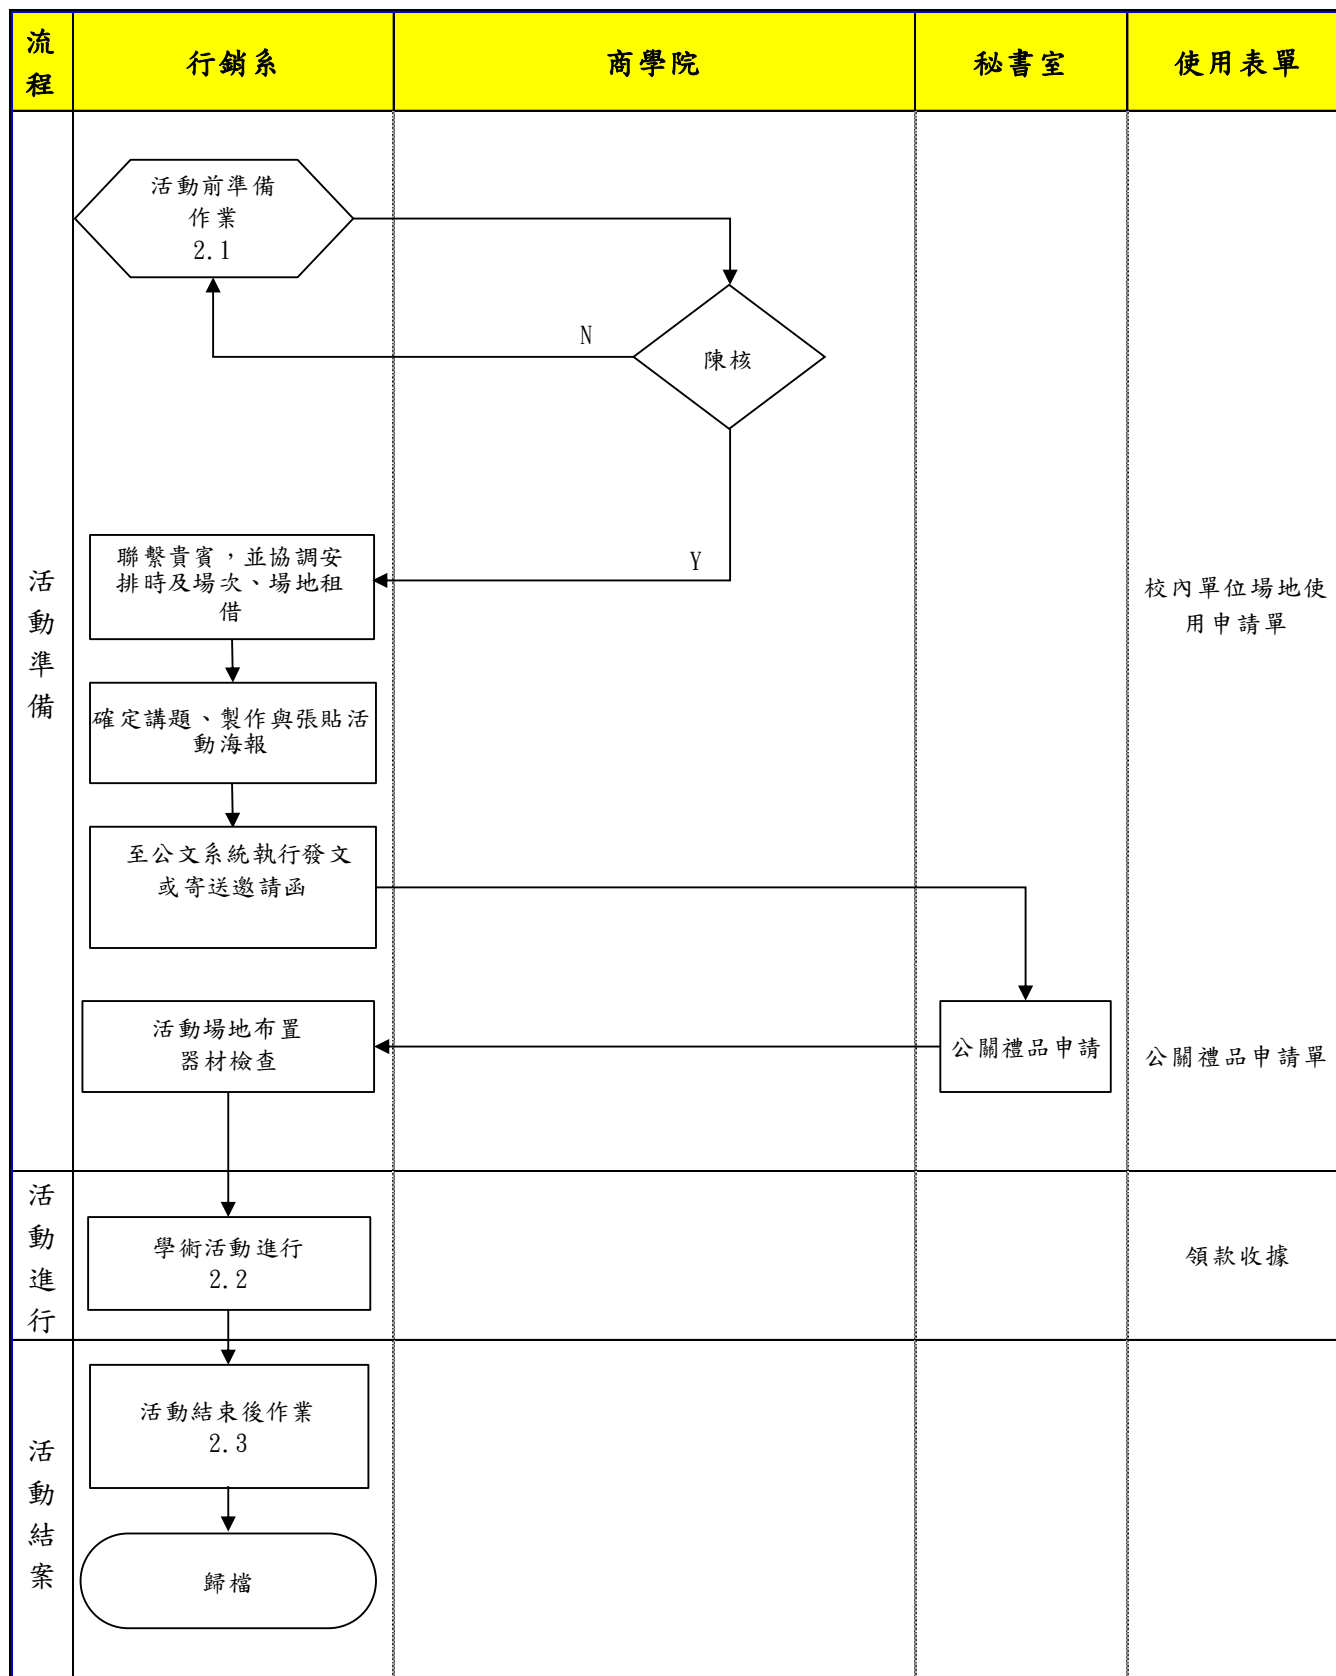 流
程
行銷系
商學院
秘書室
使用表單
活動前準備
作業
2.1
N
陳核
Y
活
動
準
備
聯繫貴賓，並協調安
排時及場次、場地租
借
校內單位場地使
用申請單
確定講題、製作與張貼活
動海報
至公文系統執行發文
或寄送邀請函
活動場地布置
器材檢查
公關禮品申請
公關禮品申請單
活
動
進
行
學術活動進行
2.2
領款收據
活
動
結
案
活動結束後作業
2.3
歸檔